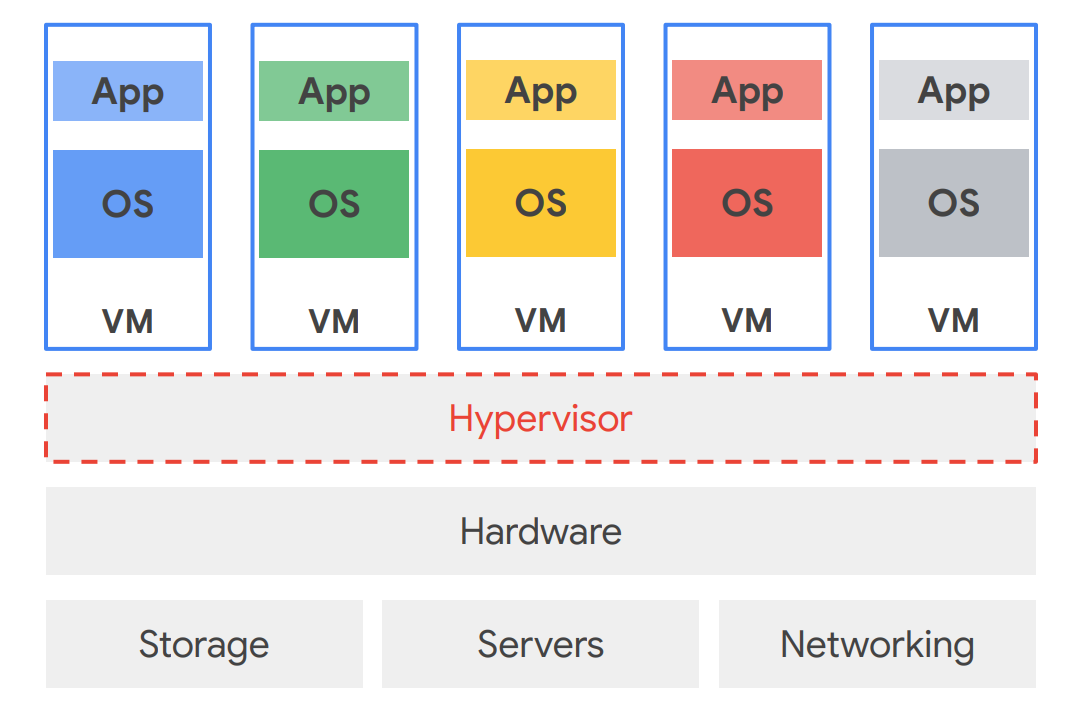 App App App App App
OS OS OS OS OS
VM VM VM VM VM
Hypervisor
Hardware
Storage Servers Networking